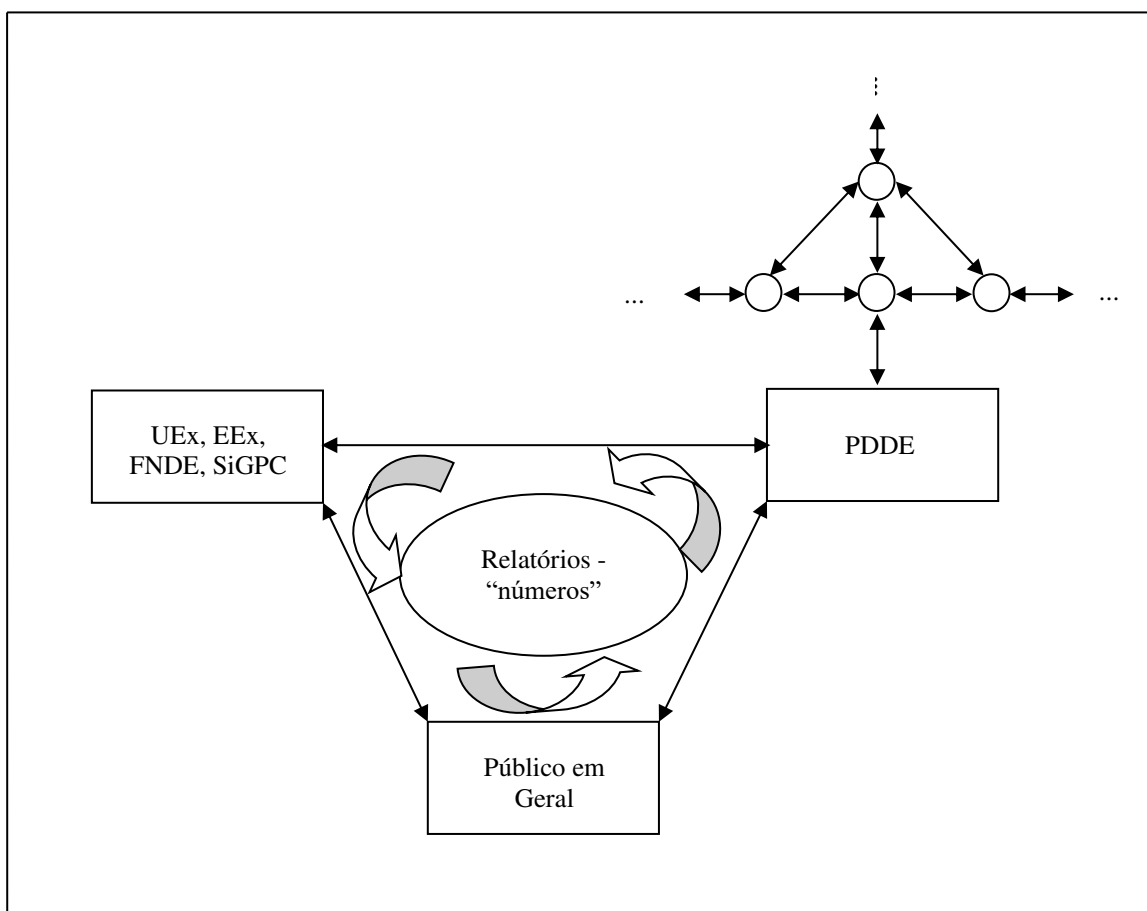 ...
...
UEx, EEx,
FNDE, SiGPC
PDDE
Relatórios -
“números”
Público em
Geral